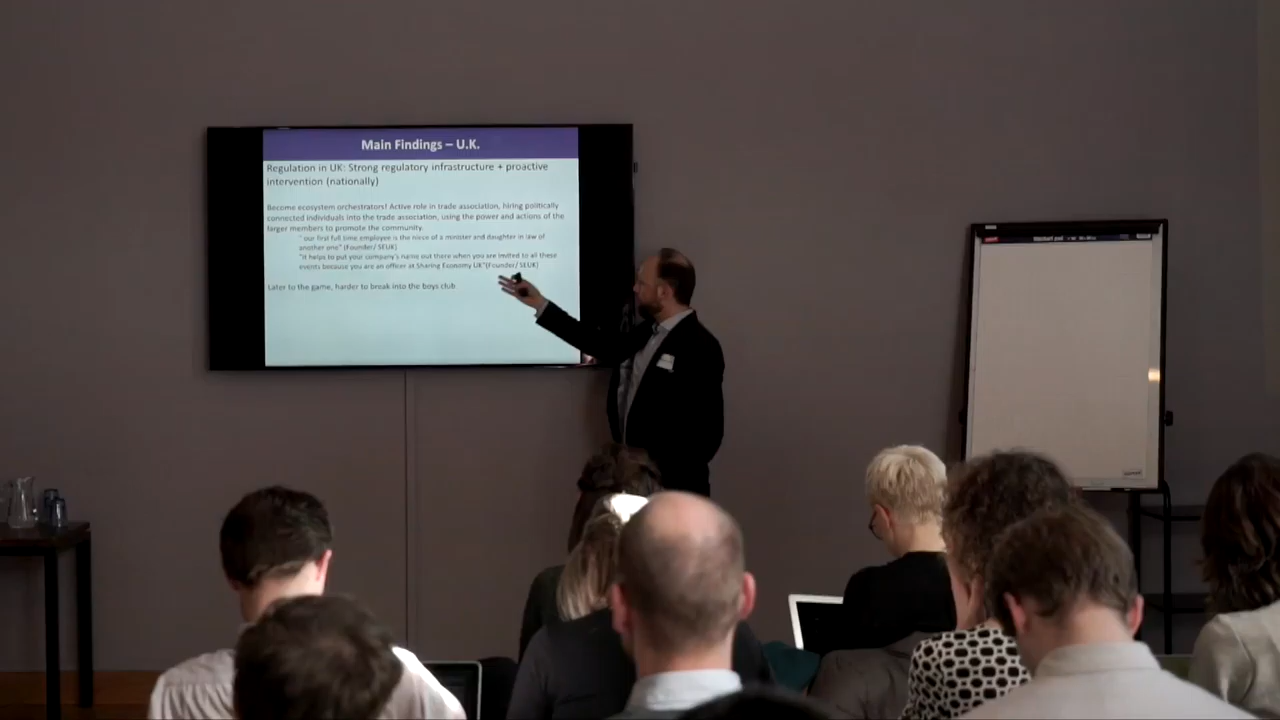 Main Findings – U.K.
Regulation in UK: Strong regulatory infrastructure + proactive
intervention (nationally)
Become ecosystem orchestrators! Active role in trade association, hiring politically
connected individuals into the trade association, using the power and actions of the
larger members to promote the community.
" our first full time employee is the niece of a minister and daughter in law of
another one" (Founder/ SEUK)
"it helps to put your company's name out there when you are invited to all these
events because you are an officer at Sharing Economy UK"(Founder/ SEUK)
Later to the game, harder to break into the boys club